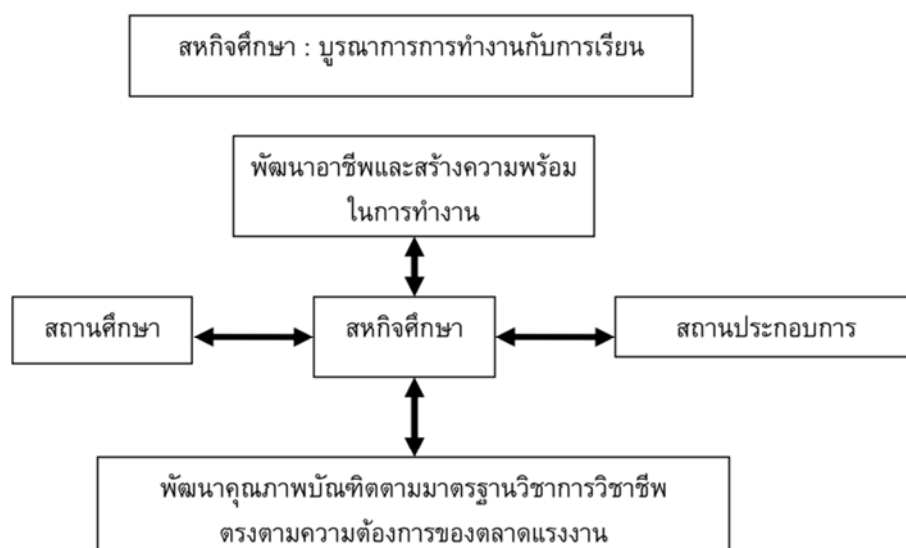 สหกิจศึกษา : บูรณาการการทำงานกับการเรียน
พัฒนาอาชีพและสร้างความพร้อม
ในการทำงาน
สถานศึกษา
สหกิจศึกษา
สถานประกอบการ
พัฒนาคุณภาพบัณฑิตตามมาตรฐานวิชาการวิชาชีพ
ตรงตามความต้องการของตลาดแรงงาน